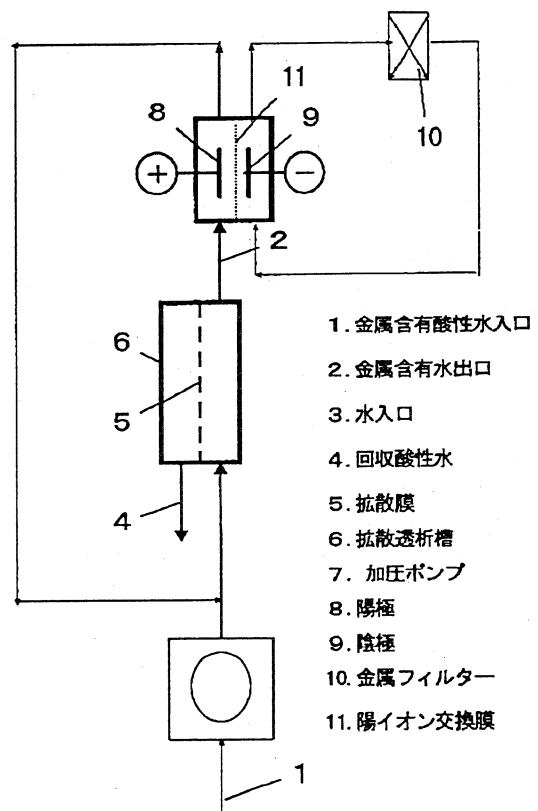 11
8
9
10
+
−
2
6
5
4
1
1. 金属含有酸性水入口
2. 金属含有水出口
3. 水入口
4. 回収酸性水
5. 拡散膜
6. 拡散透析槽
7. 加圧ポンプ
8. 陽極
9. 陰極
10. 金属フィルター
11. 陽イオン交換膜